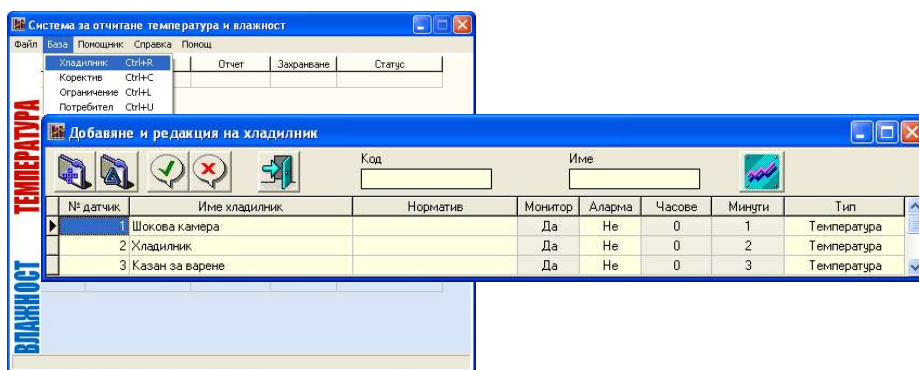 Система за отчитане температура и влажност
Файл База Помощник Справка Помощ
Хладилник Ctrl+R
Коректив Ctrl+C
Ограничение Ctrl+L
Потребител Ctrl+U
Отчет Захранване Статус
ТЕМПЕРАТУРА
ВЛАЖНОСТ
Добавяне и редакция на хладилник
Код Име
№ датчик Име хладилник Норматив Монитор Аларма Часове Минути Тип
1 Шокова камера Да Не 0 1 Температура
2 Хладилник Да Не 0 2 Температура
3 Казан за варене Да Не 0 3 Температура